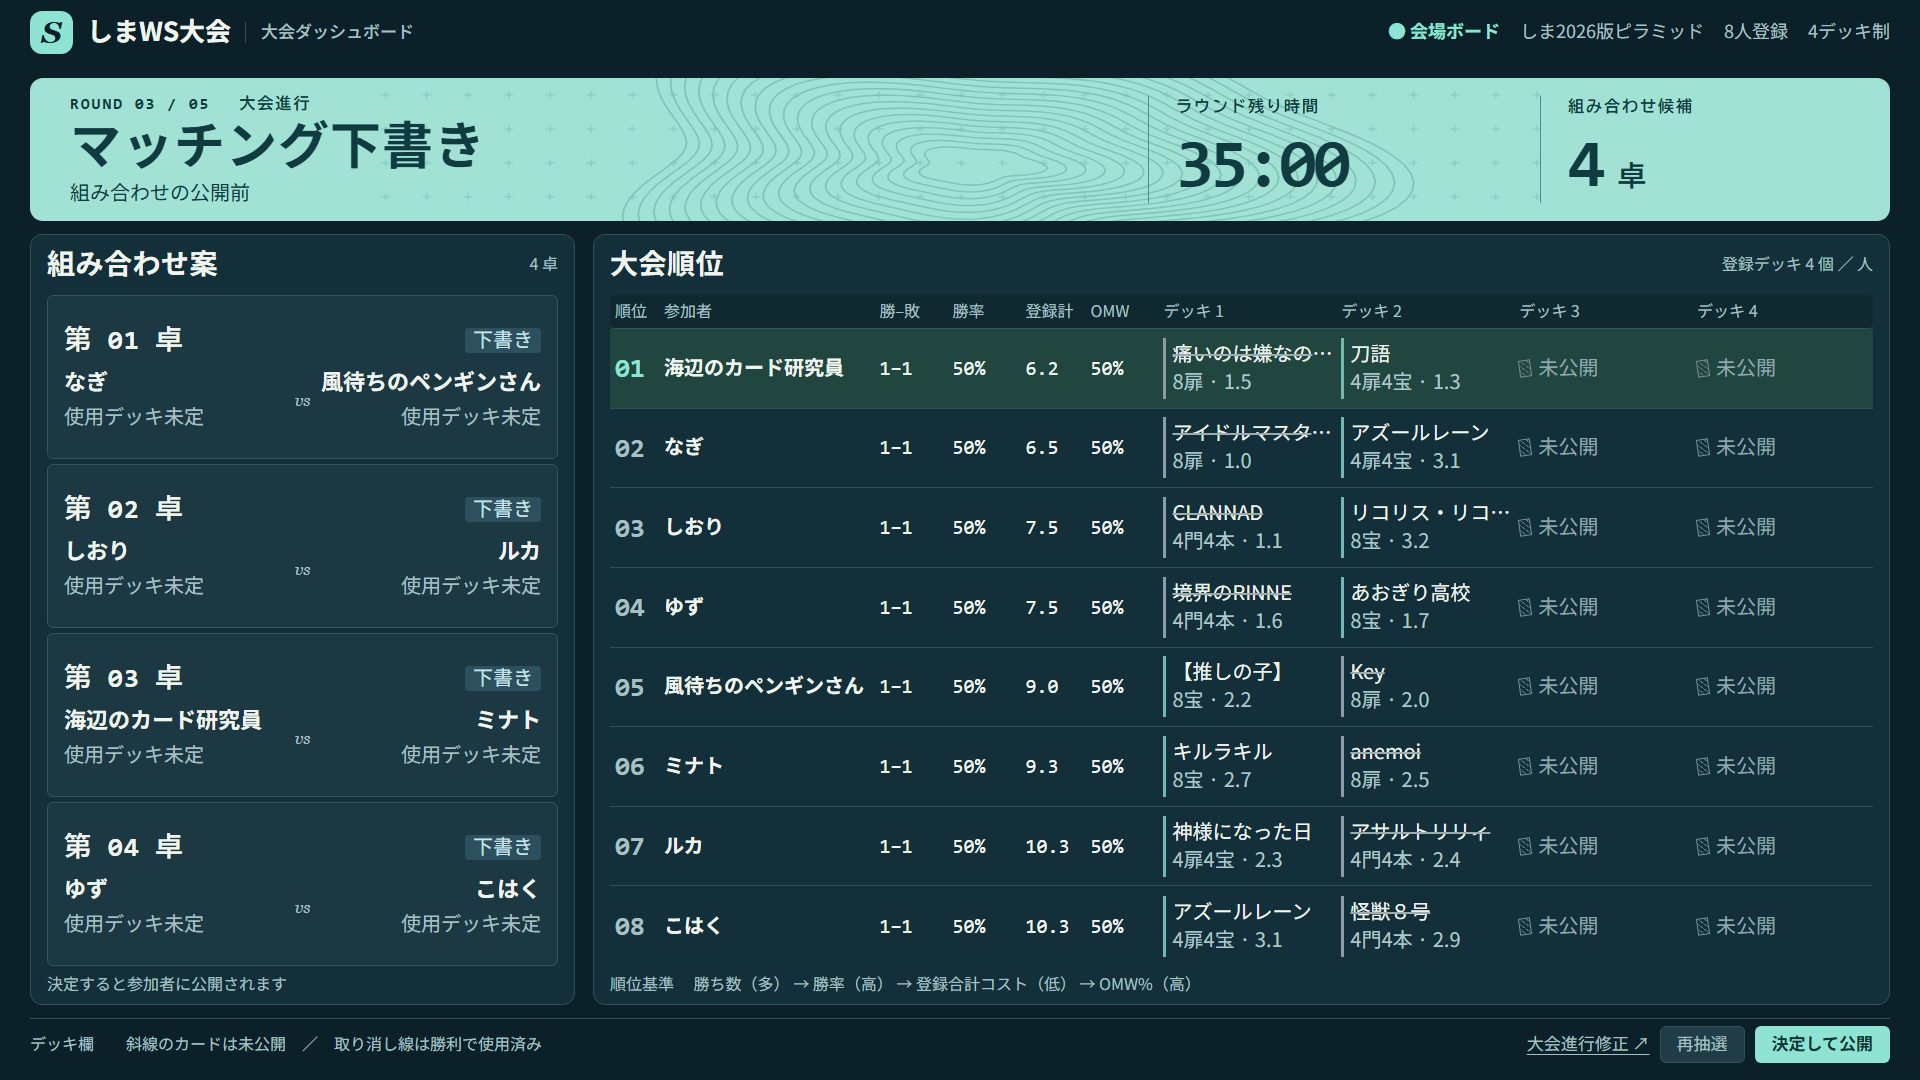 S しまWS大会 大会ダッシュボード
会場ボード しま2026版ピラミッド 8人登録 4デッキ制
ROUND 03 / 05 大会進行
マッチング下書き
組み合わせの公開前
ラウンド残り時間
35:00
組み合わせ候補
4 卓
組み合わせ案 4 卓
第 01 卓 下書き
なぎ vs 風待ちのペンギンさん
使用デッキ未定 使用デッキ未定
第 02 卓 下書き
しおり vs ルカ
使用デッキ未定 使用デッキ未定
第 03 卓 下書き
海辺のカード研究員 vs ミナト
使用デッキ未定 使用デッキ未定
第 04 卓 下書き
ゆず vs こはく
使用デッキ未定 使用デッキ未定
決定すると参加者に公開されます
大会順位 登録デッキ 4 個 ／ 人
順位 参加者 勝–敗 勝率 登録計 OMW デッキ 1 デッキ 2 デッキ 3 デッキ 4
01 海辺のカード研究員 1–1 50% 6.2 50% 痛いのは嫌なの… 刀語 未公開 未公開
8扉 · 1.5 4扉4宝 · 1.3
02 なぎ 1–1 50% 6.5 50% アイドルマスタ… アズールレーン 未公開 未公開
8扉 · 1.0 4扉4宝 · 3.1
03 しおり 1–1 50% 7.5 50% CLANNAD リコリス・リコ… 未公開 未公開
4門4本 · 1.1 8宝 · 3.2
04 ゆず 1–1 50% 7.5 50% 境界のRINNE あおぎり高校 未公開 未公開
4門4本 · 1.6 8宝 · 1.7
05 風待ちのペンギンさん 1–1 50% 9.0 50% 【推しの子】 Key 未公開 未公開
8宝 · 2.2 8扉 · 2.0
06 ミナト 1–1 50% 9.3 50% キルラキル anemoi 未公開 未公開
8宝 · 2.7 8扉 · 2.5
07 ルカ 1–1 50% 10.3 50% 神様になった日 アサルトリリィ 未公開 未公開
4扉4宝 · 2.3 4門4本 · 2.4
08 こはく 1–1 50% 10.3 50% アズールレーン 怪獣８号 未公開 未公開
4扉4宝 · 3.1 4門4本 · 2.9
順位基準 勝ち数（多） → 勝率（高） → 登録合計コスト（低） → OMW%（高）
デッキ欄 斜線のカードは未公開 ／ 取り消し線は勝利で使用済み
大会進行修正 ↗ 再抽選 決定して公開